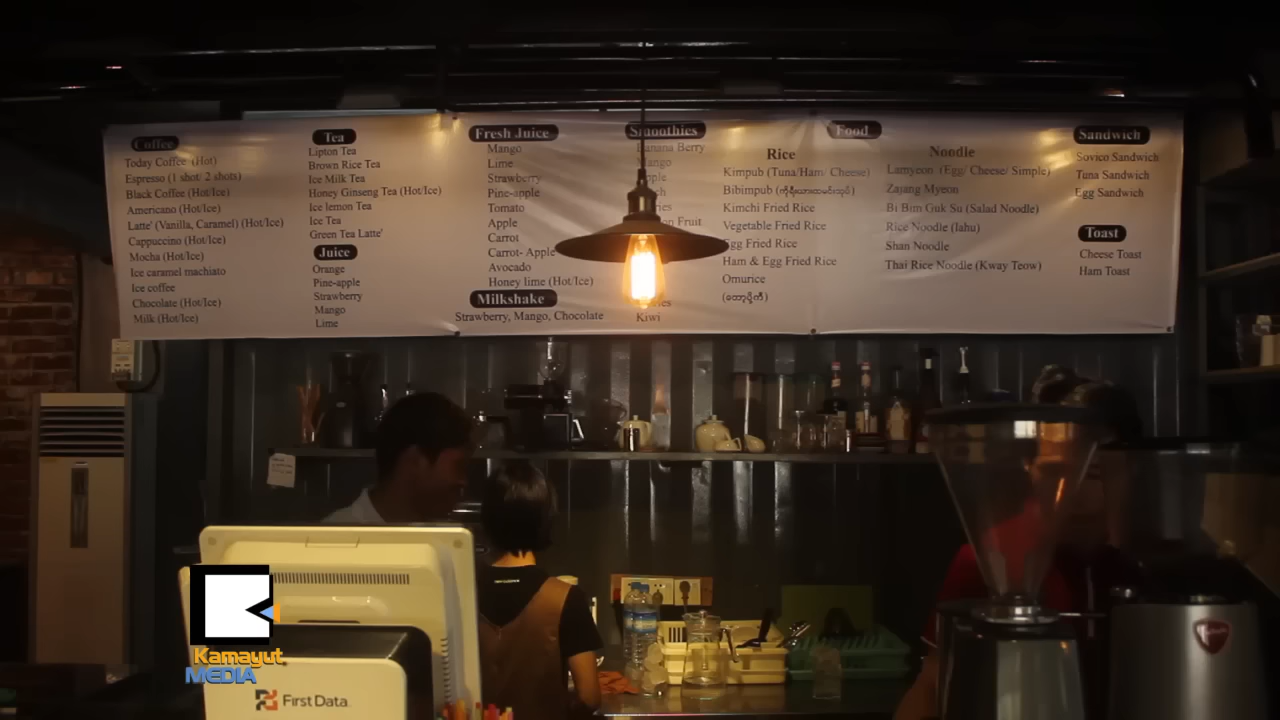 Coffee
Today Coffee (Hot)
Espresso (1 shot/ 2 shots)
Black Coffee (Hot/Ice)
Americano (Hot/Ice)
Latte' (Vanilla, Caramel) (Hot/Ice)
Cappuccino (Hot/Ice)
Mocha (Hot/Ice)
Ice caramel machiato
Ice coffee
Chocolate (Hot/Ice)
Milk (Hot/Ice)
Tea
Lipton Tea
Brown Rice Tea
Ice Milk Tea
Honey Ginseng Tea (Hot/Ice)
Ice lemon Tea
Ice Tea
Green Tea Latte'
Juice
Orange
Pine-apple
Strawberry
Mango
Lime
Fresh Juice
Mango
Lime
Strawberry
Pine-apple
Tomato
Apple
Carrot
Carrot- Apple
Avocado
Honey lime (Hot/Ice)
Milkshake
Strawberry, Mango, Chocolate
Smoothies
Banana Berry
Mango
Fruit
Kiwi
Food
Rice
Kimpub (Tuna/Ham/ Cheese)
Bibimpub
Kimchi Fried Rice
Vegetable Fried Rice
Egg Fried Rice
Ham & Egg Fried Rice
Omurice
Noodle
Lamyeon (Egg/ Cheese/ Simple)
Zajang Myeon
Bi Bim Guk Su (Salad Noodle)
Rice Noodle (Jahu)
Shan Noodle
Thai Rice Noodle (Kway Teow)
Sandwich
Sovico Sandwich
Tuna Sandwich
Egg Sandwich
Toast
Cheese Toast
Ham Toast
Kamayut
MEDIA
First Data